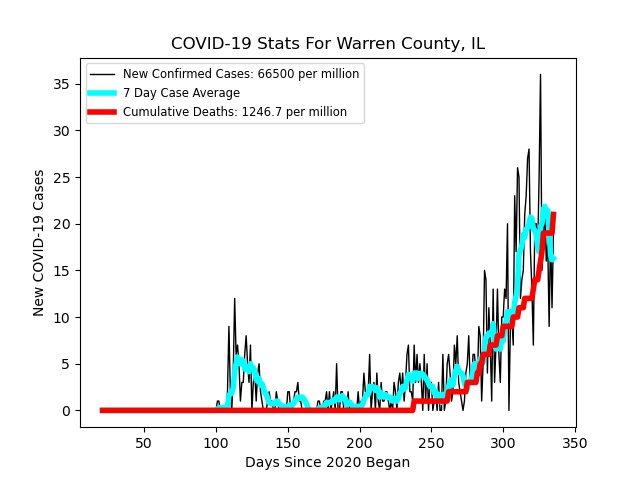 COVID-19 Stats For Warren County, IL
New Confirmed Cases: 66500 per million
7 Day Case Average
Cumulative Deaths: 1246.7 per million
New COVID-19 Cases
35
30
25
20
15
10
5
0
50
100
150
200
250
300
350
Days Since 2020 Began